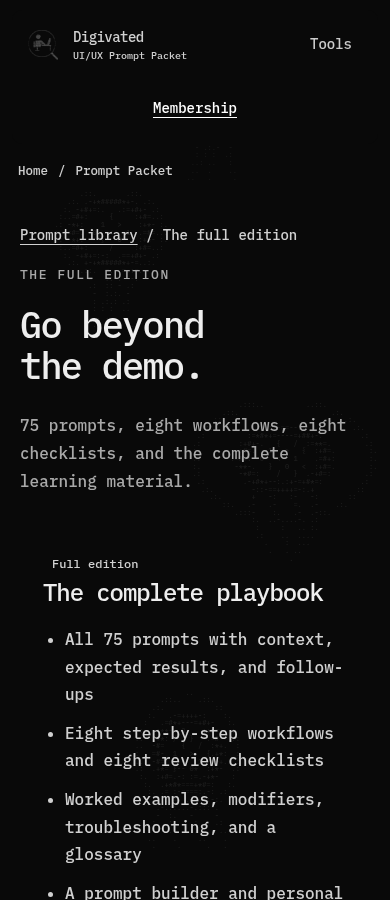 Digivated
UI/UX Prompt Packet
Tools
Membership
Home / Prompt Packet
Prompt library / The full edition
THE FULL EDITION
Go beyond
the demo.
75 prompts, eight workflows, eight
checklists, and the complete
learning material.
Full edition
The complete playbook
• All 75 prompts with context,
expected results, and follow-
ups
• Eight step-by-step workflows
and eight review checklists
• Worked examples, modifiers,
troubleshooting, and a
glossary
• A prompt builder and personal